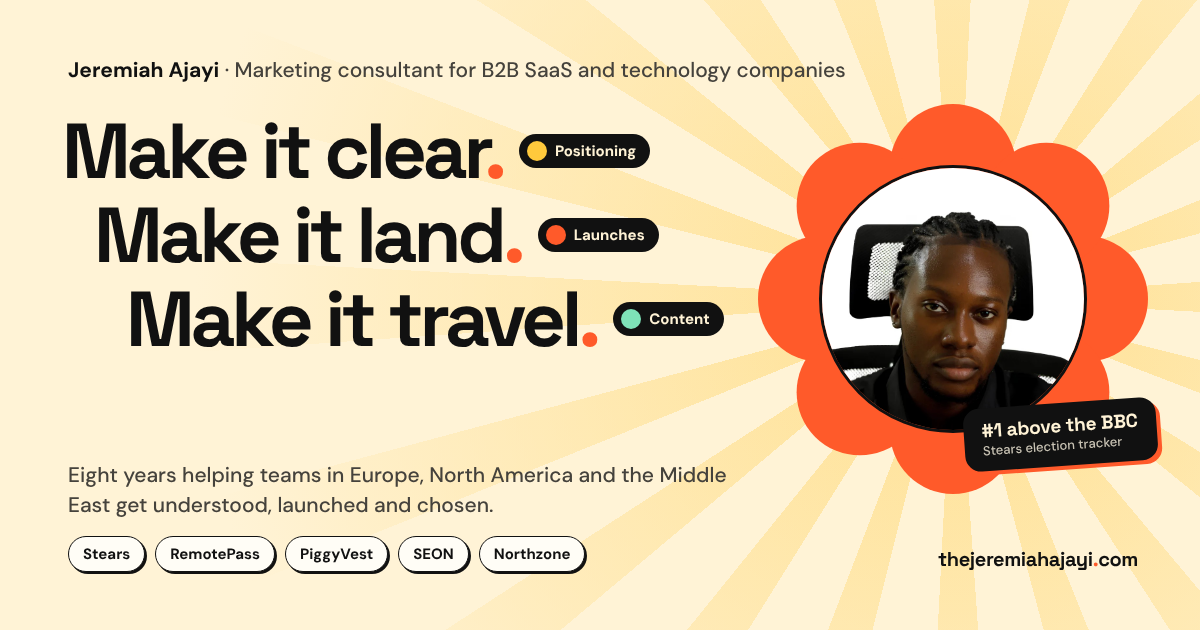 Jeremiah Ajayi · Marketing consultant for B2B SaaS and technology companies
Make it clear. Positioning
Make it land. Launches
Make it travel. Content
#1 above the BBC
Stears election tracker
Eight years helping teams in Europe, North America and the Middle
East get understood, launched and chosen.
Stears RemotePass PiggyVest SEON Northzone
thejeremiahajayi.com